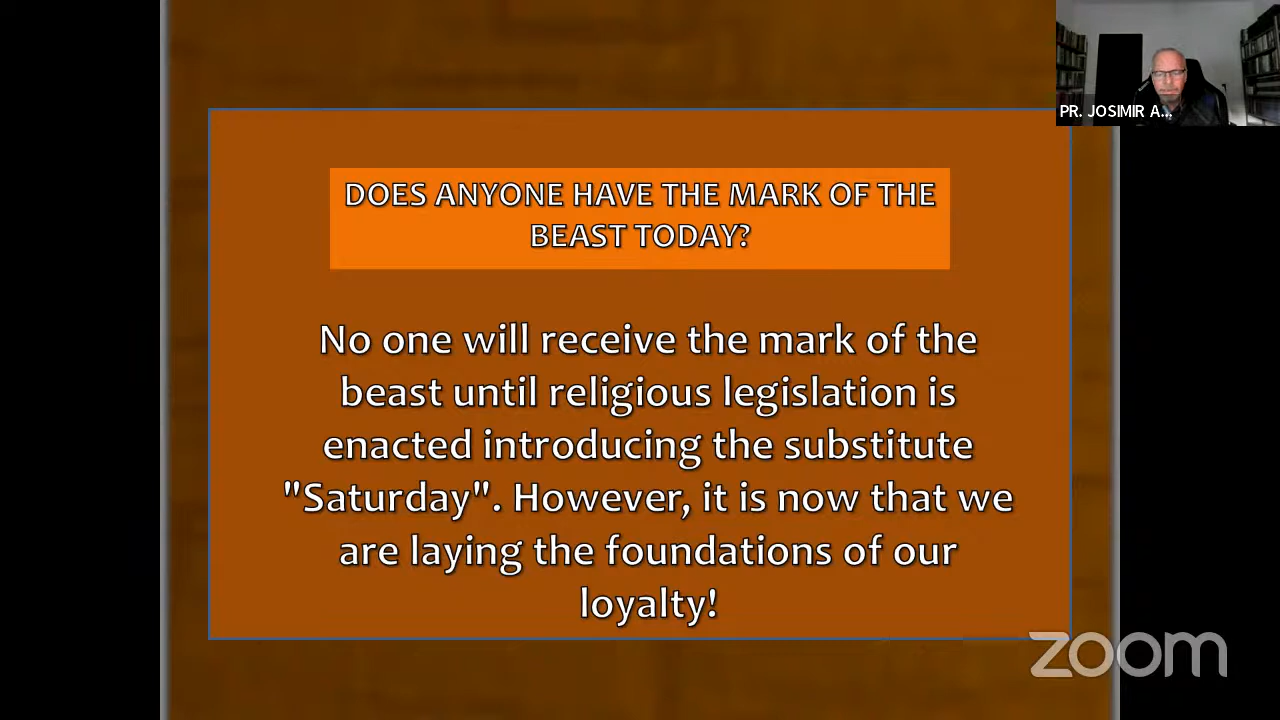 PR. JOSIMIR A...
DOES ANYONE HAVE THE MARK OF THE
BEAST TODAY?
No one will receive the mark of the
beast until religious legislation is
enacted introducing the substitute
"Saturday". However, it is now that we
are laying the foundations of our
loyalty!
zoom